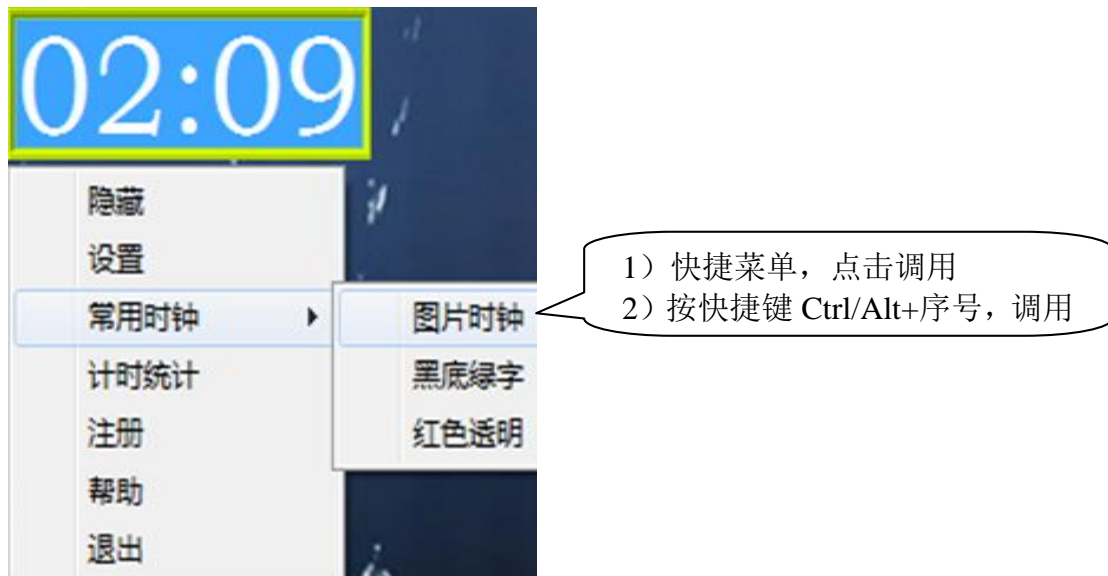 02:09
隐藏
设置
常用时钟
计时统计
注册
帮助
退出
图片时钟
黑底绿字
红色透明
1）快捷菜单，点击调用
2）按快捷键 Ctrl/Alt+序号，调用